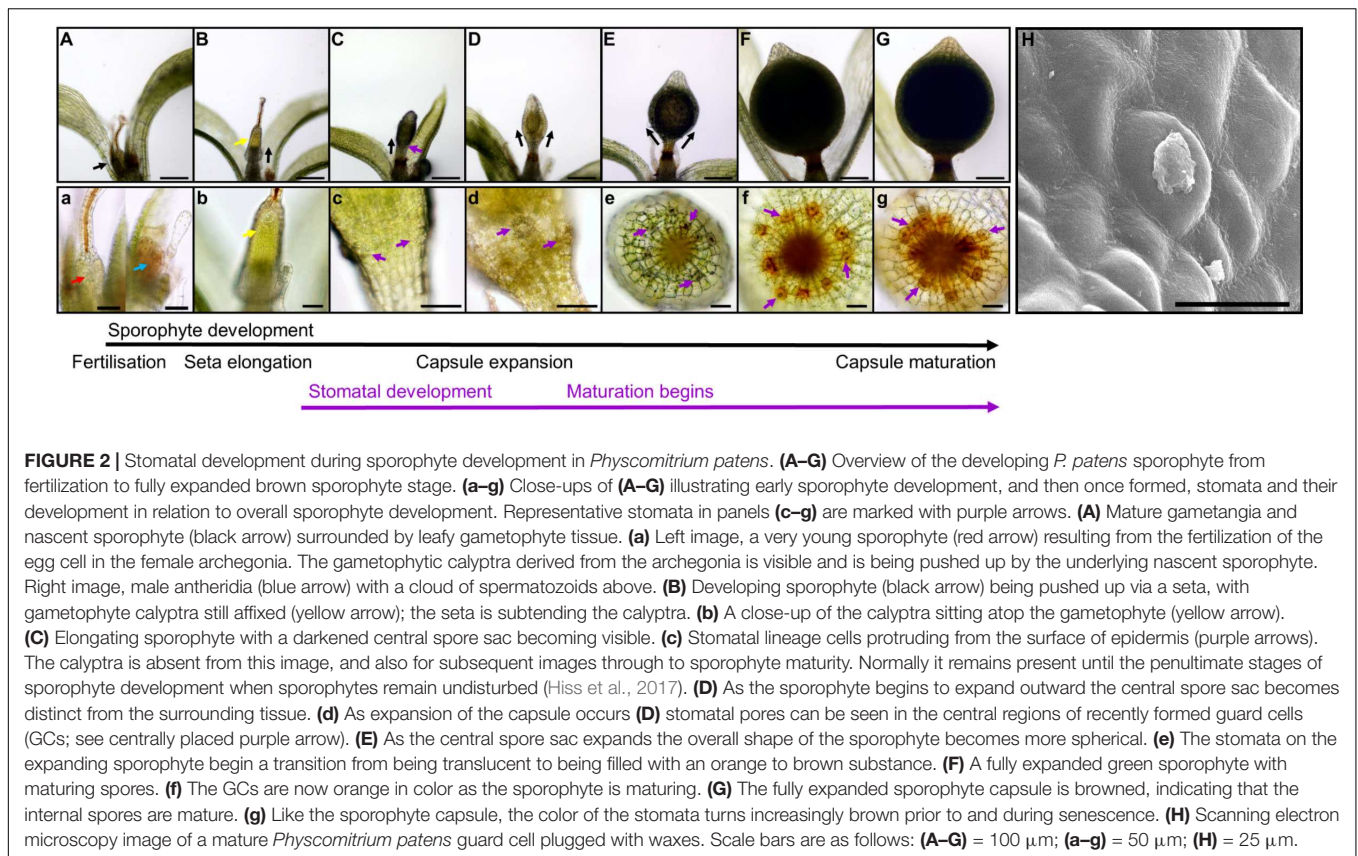 A B C D E F G H
a b c d e f g
Sporophyte development
Fertilisation Seta elongation Capsule expansion Capsule maturation
Stomatal development Maturation begins
FIGURE 2 | Stomatal development during sporophyte development in Physcomitrium patens. (A–G) Overview of the developing P. patens sporophyte from
fertilization to fully expanded brown sporophyte stage. (a–g) Close-ups of (A–G) illustrating early sporophyte development, and then once formed, stomata and their
development in relation to overall sporophyte development. Representative stomata in panels (c–g) are marked with purple arrows. (A) Mature gametangia and
nascent sporophyte (black arrow) surrounded by leafy gametophyte tissue. (a) Left image, a very young sporophyte (red arrow) resulting from the fertilization of the
egg cell in the female archegonia. The gametophytic calyptra derived from the archegonia is visible and is being pushed up by the underlying nascent sporophyte.
Right image, male antheridia (blue arrow) with a cloud of spermatozoids above. (B) Developing sporophyte (black arrow) being pushed up via a seta, with
gametophyte calyptra still affixed (yellow arrow); the seta is subtending the calyptra. (b) A close-up of the calyptra sitting atop the gametophyte (yellow arrow).
(C) Elongating sporophyte with a darkened central spore sac becoming visible. (c) Stomatal lineage cells protruding from the surface of epidermis (purple arrows).
The calyptra is absent from this image, and also for subsequent images through to sporophyte maturity. Normally it remains present until the penultimate stages of
sporophyte development when sporophytes remain undisturbed (Hiss et al., 2017). (D) As the sporophyte begins to expand outward the central spore sac becomes
distinct from the surrounding tissue. (d) As expansion of the capsule occurs (D) stomatal pores can be seen in the central regions of recently formed guard cells
(GCs; see centrally placed purple arrow). (E) As the central spore sac expands the overall shape of the sporophyte becomes more spherical. (e) The stomata on the
expanding sporophyte begin a transition from being translucent to being filled with an orange to brown substance. (F) A fully expanded green sporophyte with
maturing spores. (f) The GCs are now orange in color as the sporophyte is maturing. (G) The fully expanded sporophyte capsule is browned, indicating that the
internal spores are mature. (g) Like the sporophyte capsule, the color of the stomata turns increasingly brown prior to and during senescence. (H) Scanning electron
microscopy image of a mature Physcomitrium patens guard cell plugged with waxes. Scale bars are as follows: (A–G) = 100 μm; (a–g) = 50 μm; (H) = 25 μm.